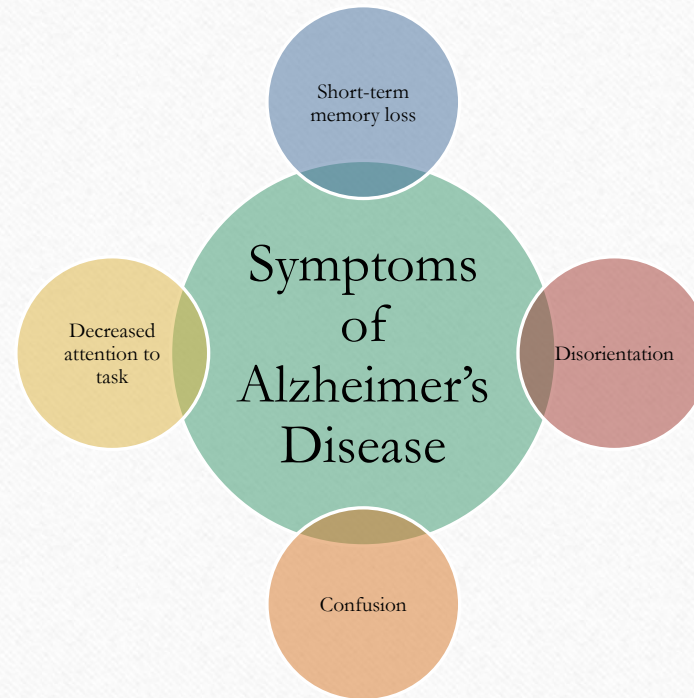 Short-term
memory loss
Symptoms
of
Alzheimer’s
Disease
Decreased
attention to
task
Disorientation
Confusion